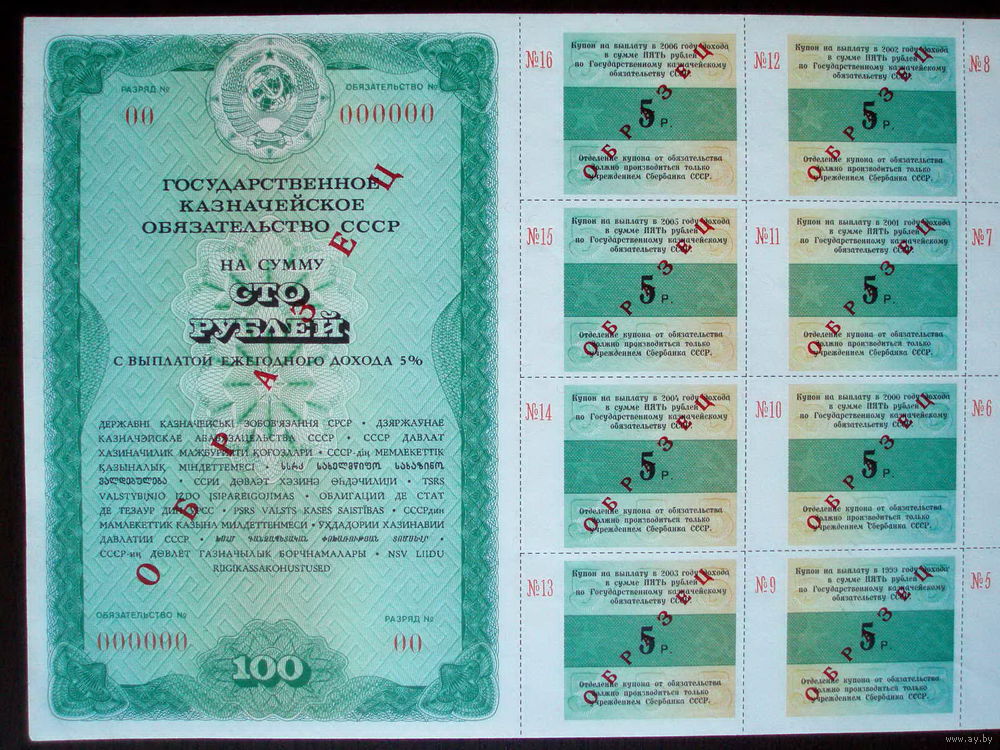 РАЗРЯД №
ОБЯЗАТЕЛЬСТВО №
00
000000
ГОСУДАРСТВЕННОЕ
КАЗНАЧЕЙСКОЕ
ОБЯЗАТЕЛЬСТВО СССР
НА СУММУ
СТО
РУБЛЕЙ
С ВЫПЛАТОЙ ЕЖЕГОДНОГО ДОХОДА 5%
ОБРАЗЕЦ
ДЕРЖАВНІ КАЗНАЧЕЙСЬКІ ЗОБОВ'ЯЗАННЯ СРСР • ДЗЯРЖАУНАЕ
КАЗНАЧЭЙСКАЕ АБАВЯЗАЦЕЛЬСТВА СССР • СССР ДАВЛАТ
ХАЗИНАЧИЛИК МАЖБУРИЯТИ ҚОҒОЗЛАРИ • СССР-дің МЕМЛЕКЕТТІК
ҚАЗЫНАЛЫҚ МІНДЕТТЕМЕСІ • სსრკ სახელმწიფო სახაზინო
ვალდებულება • ССРИ ДӨВЛӘТ ХӘЗИНӘ ӨҺДӘЧИЛИЈИ • TSRS
VALSTYBINIO IŽDO ĮSIPAREIGOJIMAS • ОБЛИГАЦИЙ ДЕ СТАТ
ДЕ ТЕЗАУР ДИН УРСС • PSRS VALSTS KASES SAISTĪBAS • СССРдин
МАМЛЕКЕТТИК КАЗЫНА МИЛДЕТТЕНМЕСИ • УҲДАДОРИИ ХАЗИНАВИИ
ДАВЛАТИИ СССР •
СССР-иң ДӨВЛЕТ ГАЗНАЧЫЛЫК БОРЧНАМАЛАРЫ • NSV LIIDU
RIIGIKASSAKOHUSTUSED
ОБЯЗАТЕЛЬСТВО №
РАЗРЯД №
000000
00
100
№16
Купон на выплату в 2006 году дохода
в сумме ПЯТЬ рублей
по Государственному казначейскому
обязательству СССР
5 Р.
Отделение купона от обязательства
должно производиться только
учреждением Сбербанка СССР.
ОБРАЗЕЦ
№12
Купон на выплату в 2002 году дохода
в сумме ПЯТЬ рублей
по Государственному казначейскому
обязательству СССР
5 Р.
Отделение купона от обязательства
должно производиться только
учреждением Сбербанка СССР.
ОБРАЗЕЦ
№8
№15
Купон на выплату в 2005 году дохода
в сумме ПЯТЬ рублей
по Государственному казначейскому
обязательству СССР
5 Р.
Отделение купона от обязательства
должно производиться только
учреждением Сбербанка СССР.
ОБРАЗЕЦ
№11
Купон на выплату в 2001 году дохода
в сумме ПЯТЬ рублей
по Государственному казначейскому
обязательству СССР
5 Р.
Отделение купона от обязательства
должно производиться только
учреждением Сбербанка СССР.
ОБРАЗЕЦ
№7
№14
Купон на выплату в 2004 году дохода
в сумме ПЯТЬ рублей
по Государственному казначейскому
обязательству СССР
5 Р.
Отделение купона от обязательства
должно производиться только
учреждением Сбербанка СССР.
ОБРАЗЕЦ
№10
Купон на выплату в 2000 году дохода
в сумме ПЯТЬ рублей
по Государственному казначейскому
обязательству СССР
5 Р.
Отделение купона от обязательства
должно производиться только
учреждением Сбербанка СССР.
ОБРАЗЕЦ
№6
№13
Купон на выплату в 2003 году дохода
в сумме ПЯТЬ рублей
по Государственному казначейскому
обязательству СССР
5 Р.
Отделение купона от обязательства
должно производиться только
учреждением Сбербанка СССР.
ОБРАЗЕЦ
№9
Купон на выплату в 1999 году дохода
в сумме ПЯТЬ рублей
по Государственному казначейскому
обязательству СССР
5 Р.
Отделение купона от обязательства
должно производиться только
учреждением Сбербанка СССР.
ОБРАЗЕЦ
№5
www.ay.by